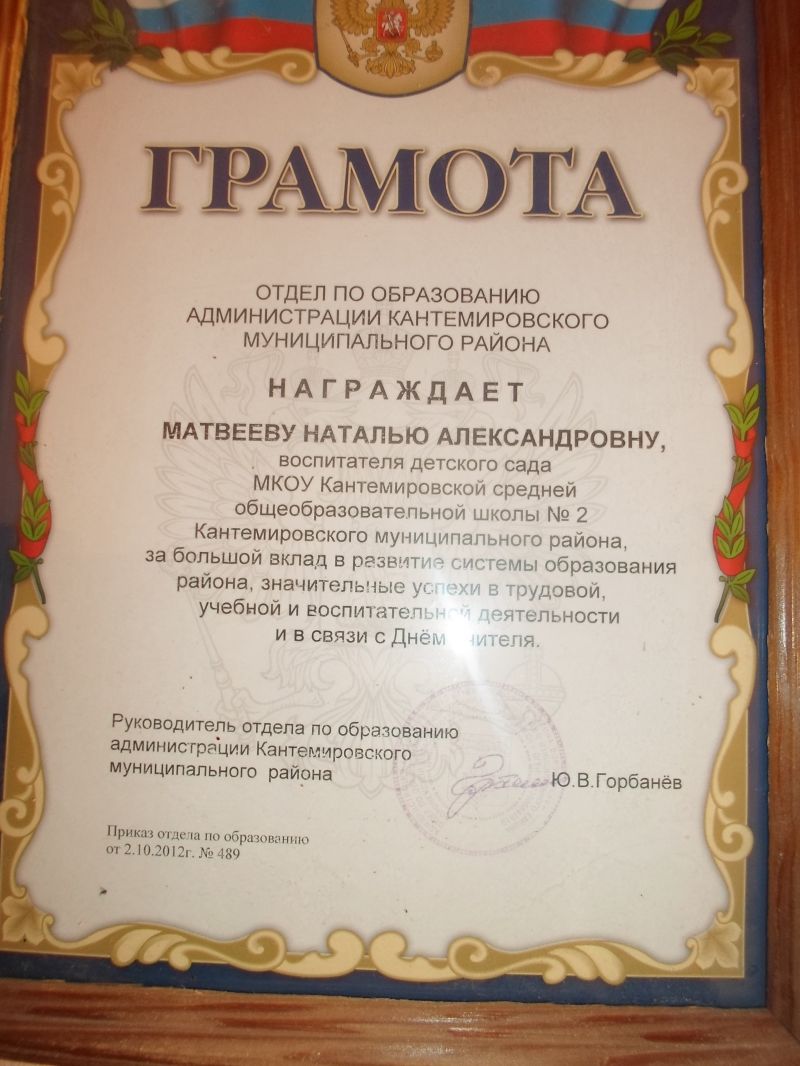 ГРАМОТА
ОТДЕЛ ПО ОБРАЗОВАНИЮ
АДМИНИСТРАЦИИ КАНТЕМИРОВСКОГО
МУНИЦИПАЛЬНОГО РАЙОНА
НАГРАЖДАЕТ
МАТВЕЕВУ НАТАЛЬЮ АЛЕКСАНДРОВНУ,
воспитателя детского сада
МКОУ Кантемировской средней
общеобразовательной школы № 2
Кантемировского муниципального района,
за большой вклад в развитие системы образования
района, значительные успехи в трудовой,
учебной и воспитательной деятельности
и в связи с Днём учителя.
Руководитель отдела по образованию
администрации Кантемировского
муниципального района
Ю.В.Горбанёв
Приказ отдела по образованию
от 2.10.2012г. № 489